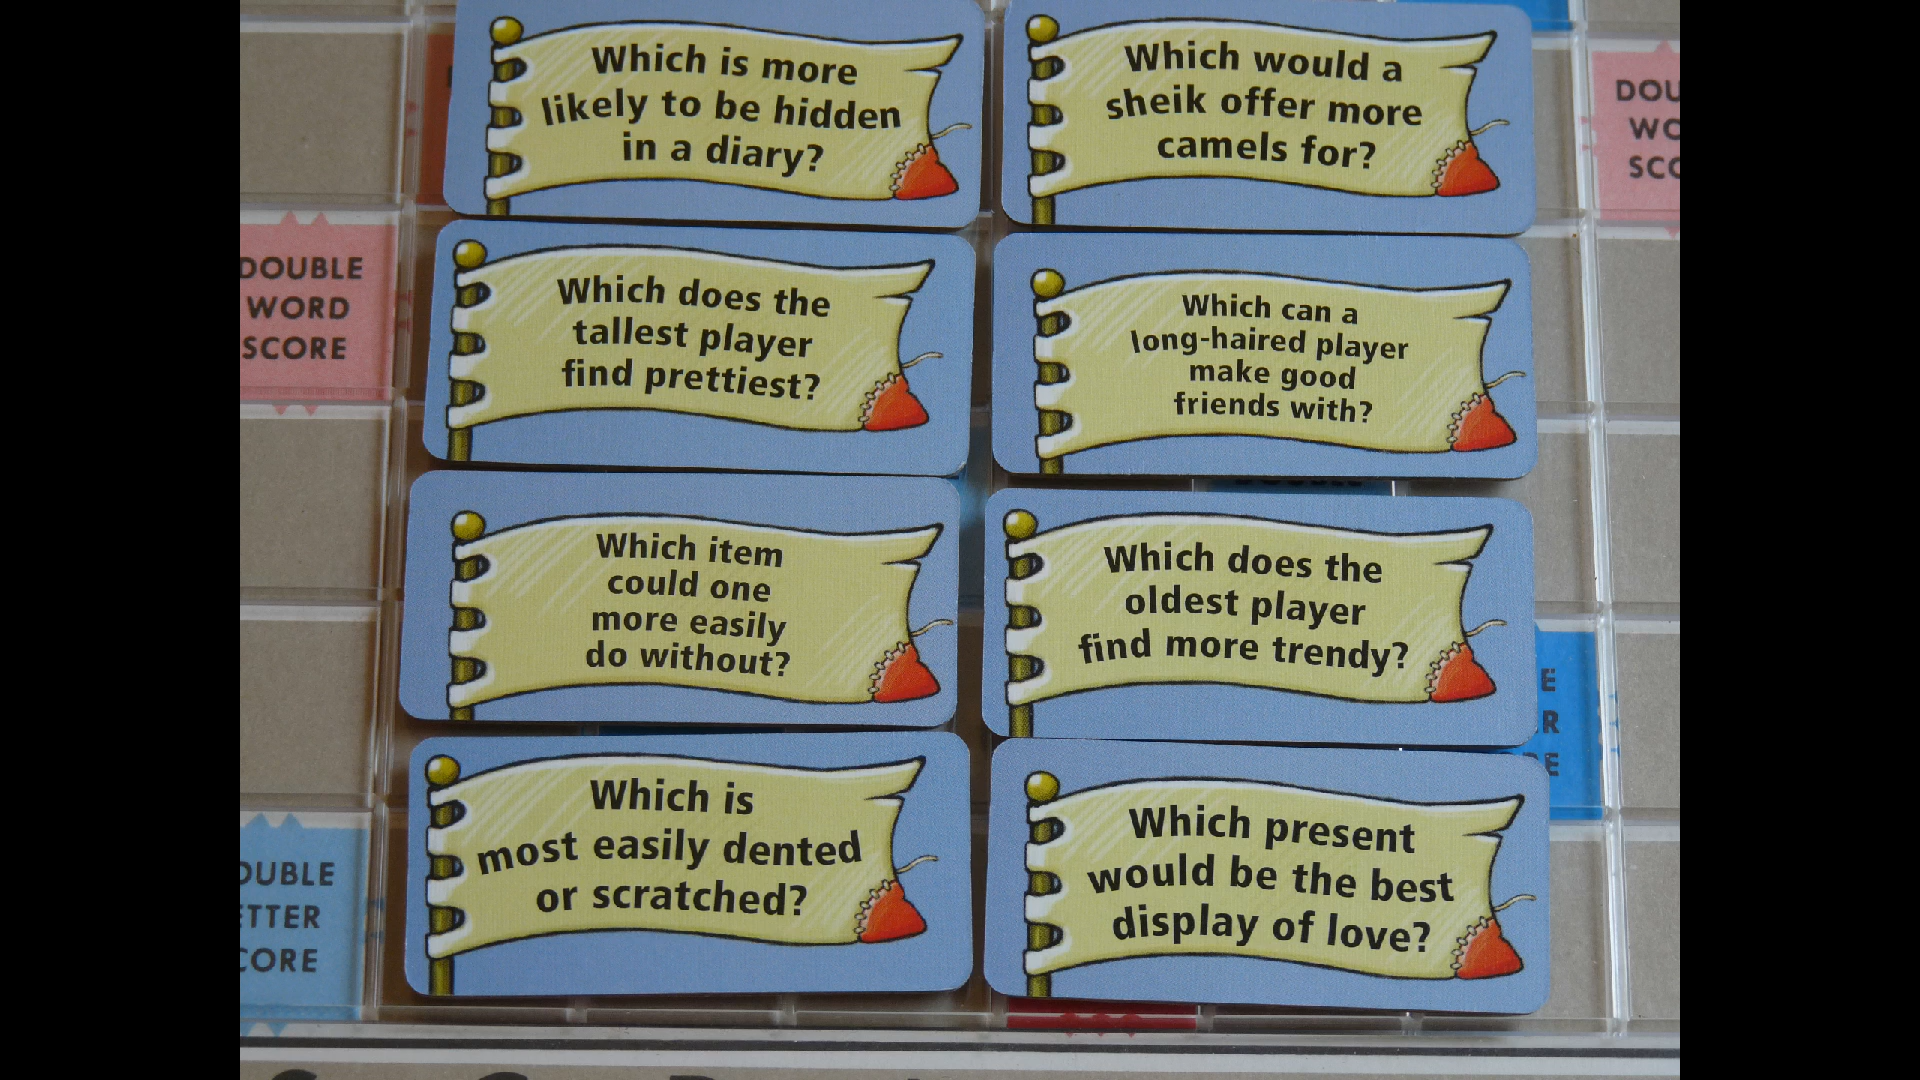 Which is more
likely to be hidden
in a diary?
Which would a
sheik offer more
camels for?
Which does the
tallest player
find prettiest?
Which can a
long-haired player
make good
friends with?
Which item
could one
more easily
do without?
Which does the
oldest player
find more trendy?
Which is
most easily dented
or scratched?
Which present
would be the best
display of love?
DOUBLE
WORD
SCORE
DOU
WO
SCO
OUBLE
ETTER
CORE
E
R
RE